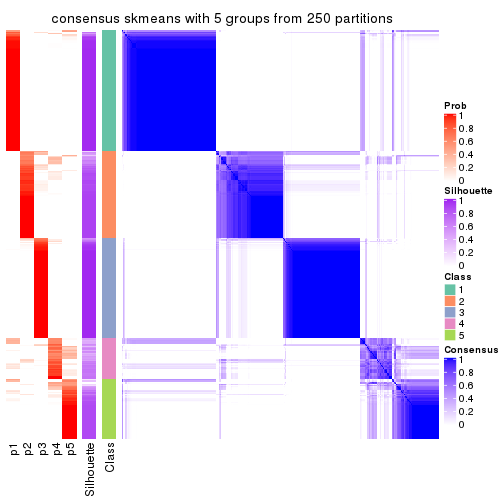 consensus skmeans with 5 groups from 250 partitions
Prob
1
0.8
0.6
0.4
0.2
0
Silhouette
1
0.8
0.6
0.4
0.2
0
Class
1
2
3
4
5
Consensus
1
0.8
0.6
0.4
0.2
0
p1
p2
p3
p4
p5
Silhouette
Class